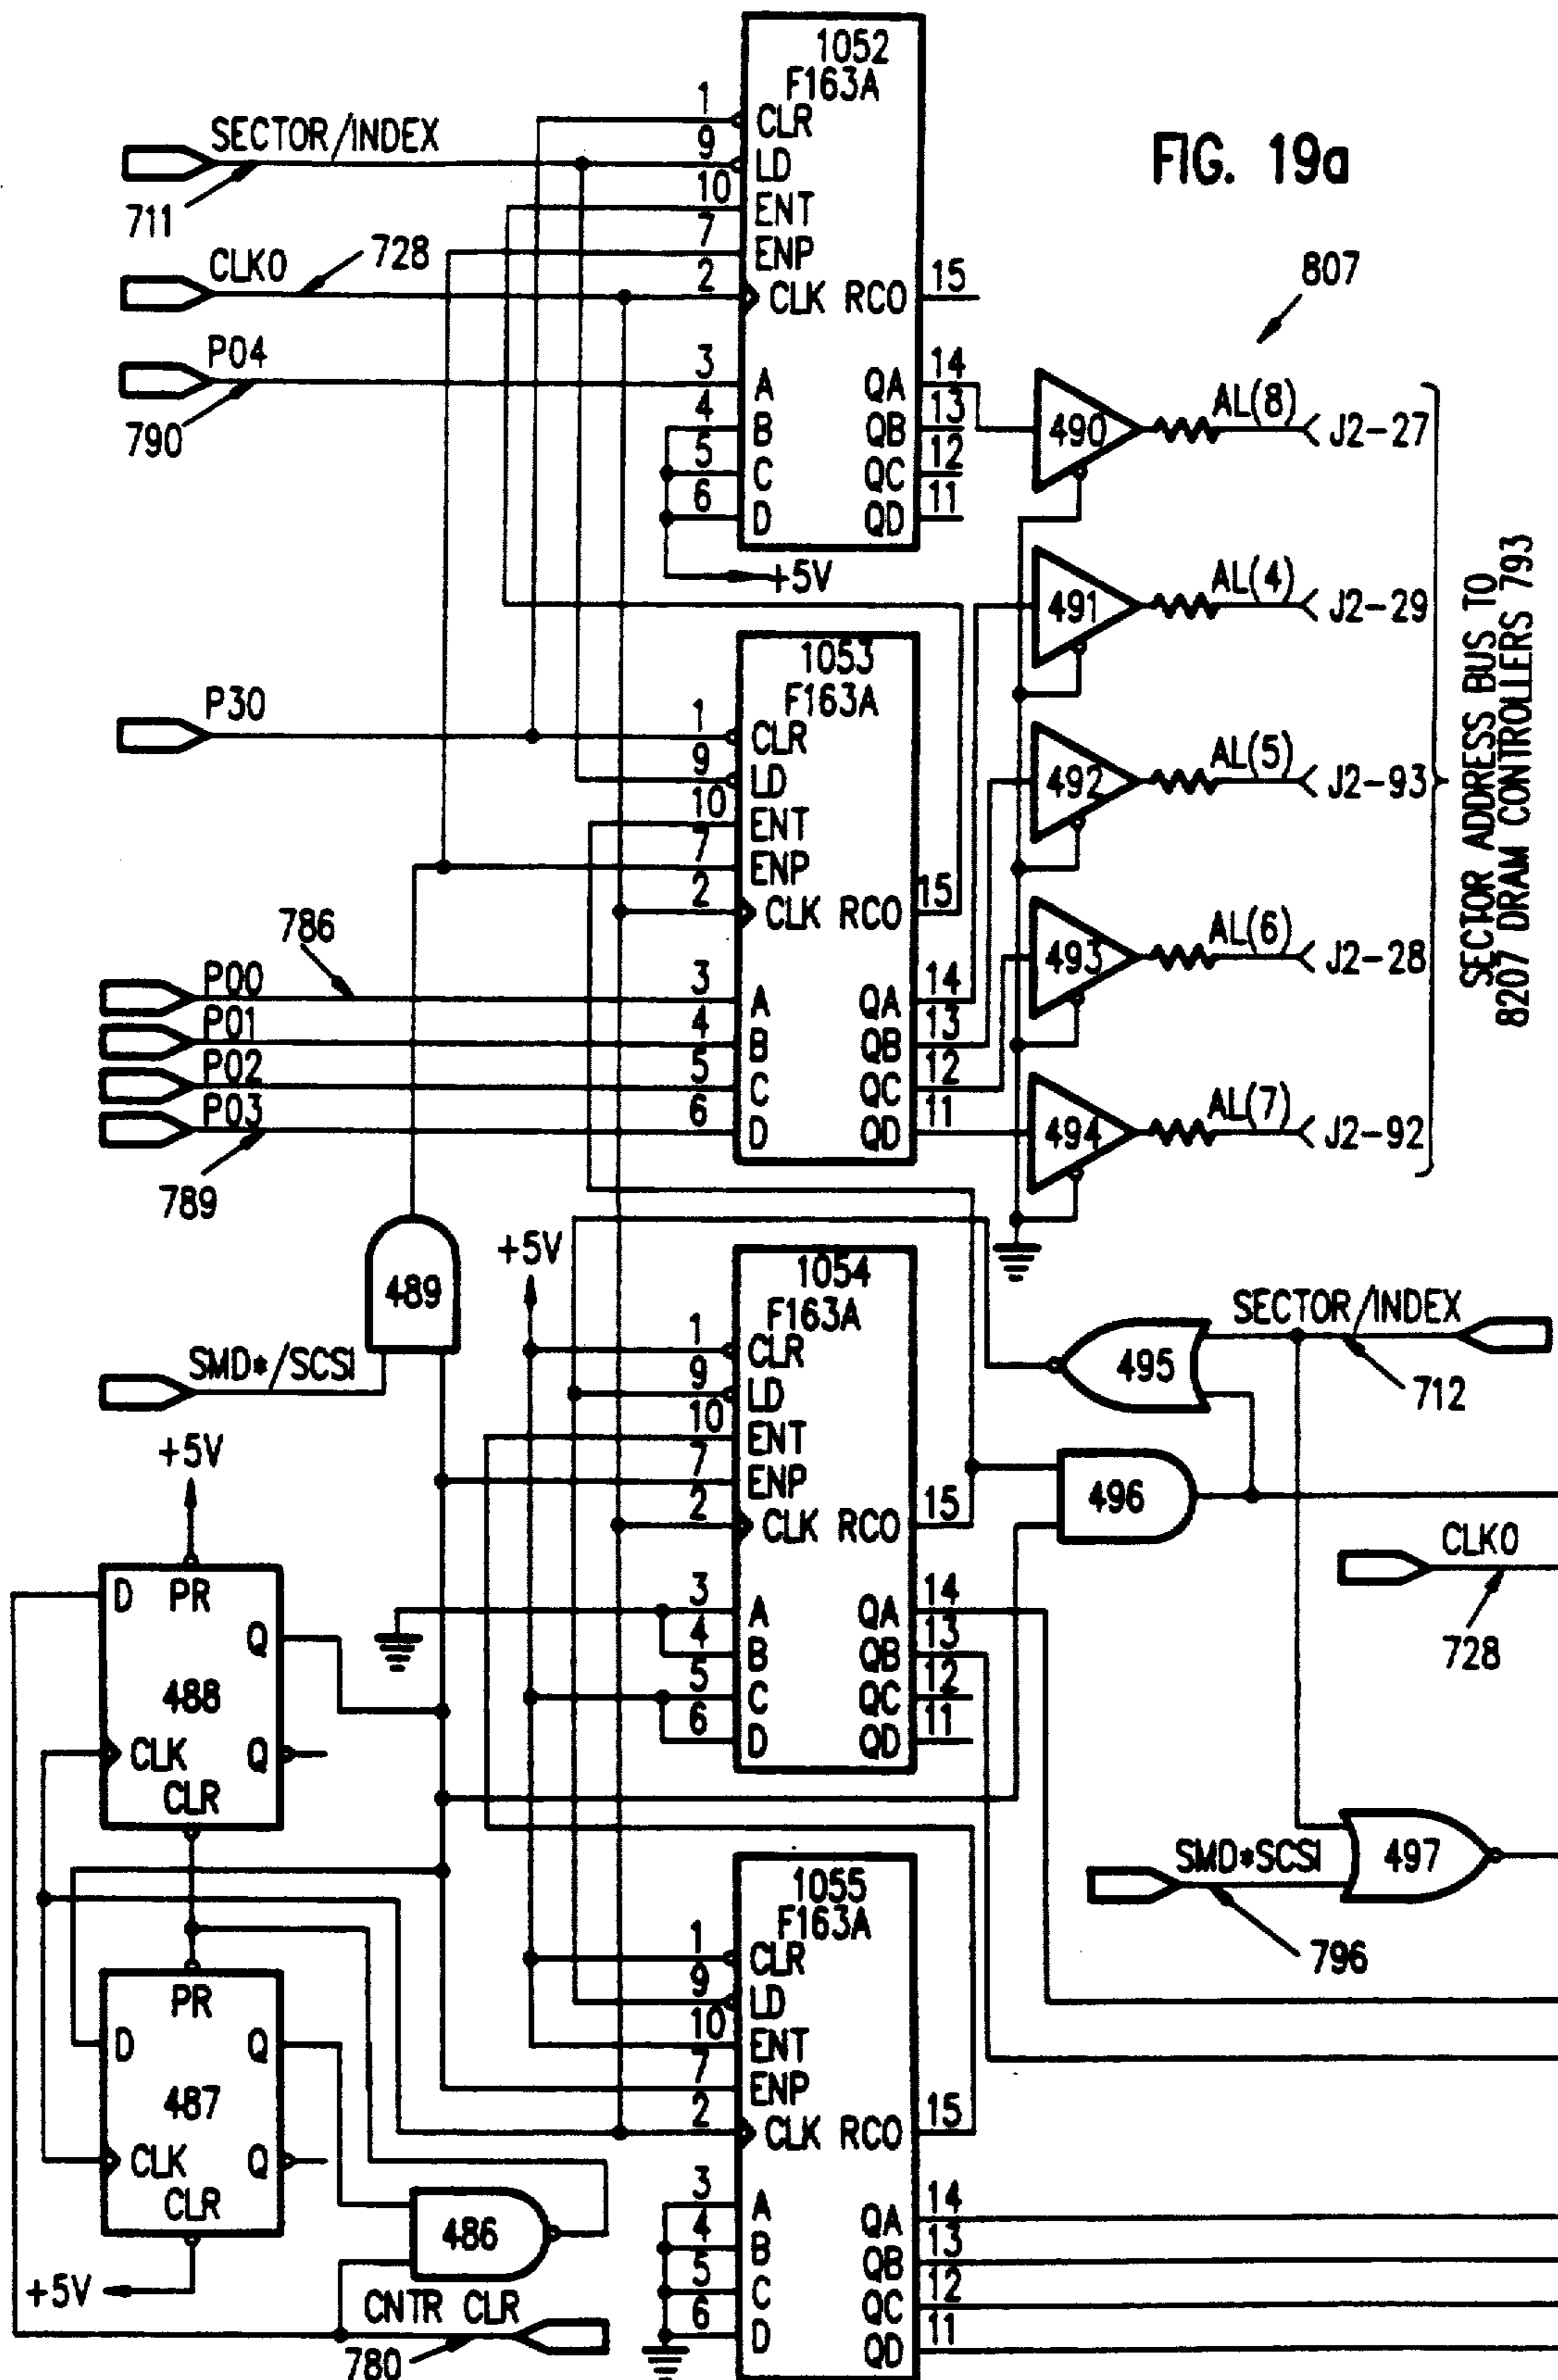 FIG. 19a
807
1052
F163A
1 CLR
9 LD
10 ENT
7 ENP
2 CLK RCO 15
3 A QA 14
4 B QB 13
5 C QC 12
6 D QD 11
+5V
SECTOR/INDEX
711
CLK0
728
P04
790
490 AL(8) J2-27
491 AL(4) J2-29
492 AL(5) J2-93
493 AL(6) J2-28
494 AL(7) J2-92
SECTOR ADDRESS BUS TO
8207 DRAM CONTROLLERS 793
P30
1053
F163A
1 CLR
9 LD
10 ENT
7 ENP
2 CLK RCO 15
3 A QA 14
4 B QB 13
5 C QC 12
6 D QD 11
786
P00
P01
P02
P03
789
489
SMD*/SCSI
+5V
1054
F163A
1 CLR
9 LD
10 ENT
7 ENP
2 CLK RCO 15
3 A QA 14
4 B QB 13
5 C QC 12
6 D QD 11
SECTOR/INDEX
712
495
496
CLK0
728
497
SMD*SCSI
796
+5V
D PR
Q
488
CLK Q
CLR
PR
D Q
487
CLK Q
CLR
+5V
486
CNTR CLR
780
1055
F163A
1 CLR
9 LD
10 ENT
7 ENP
2 CLK RCO 15
3 A QA 14
4 B QB 13
5 C QC 12
6 D QD 11